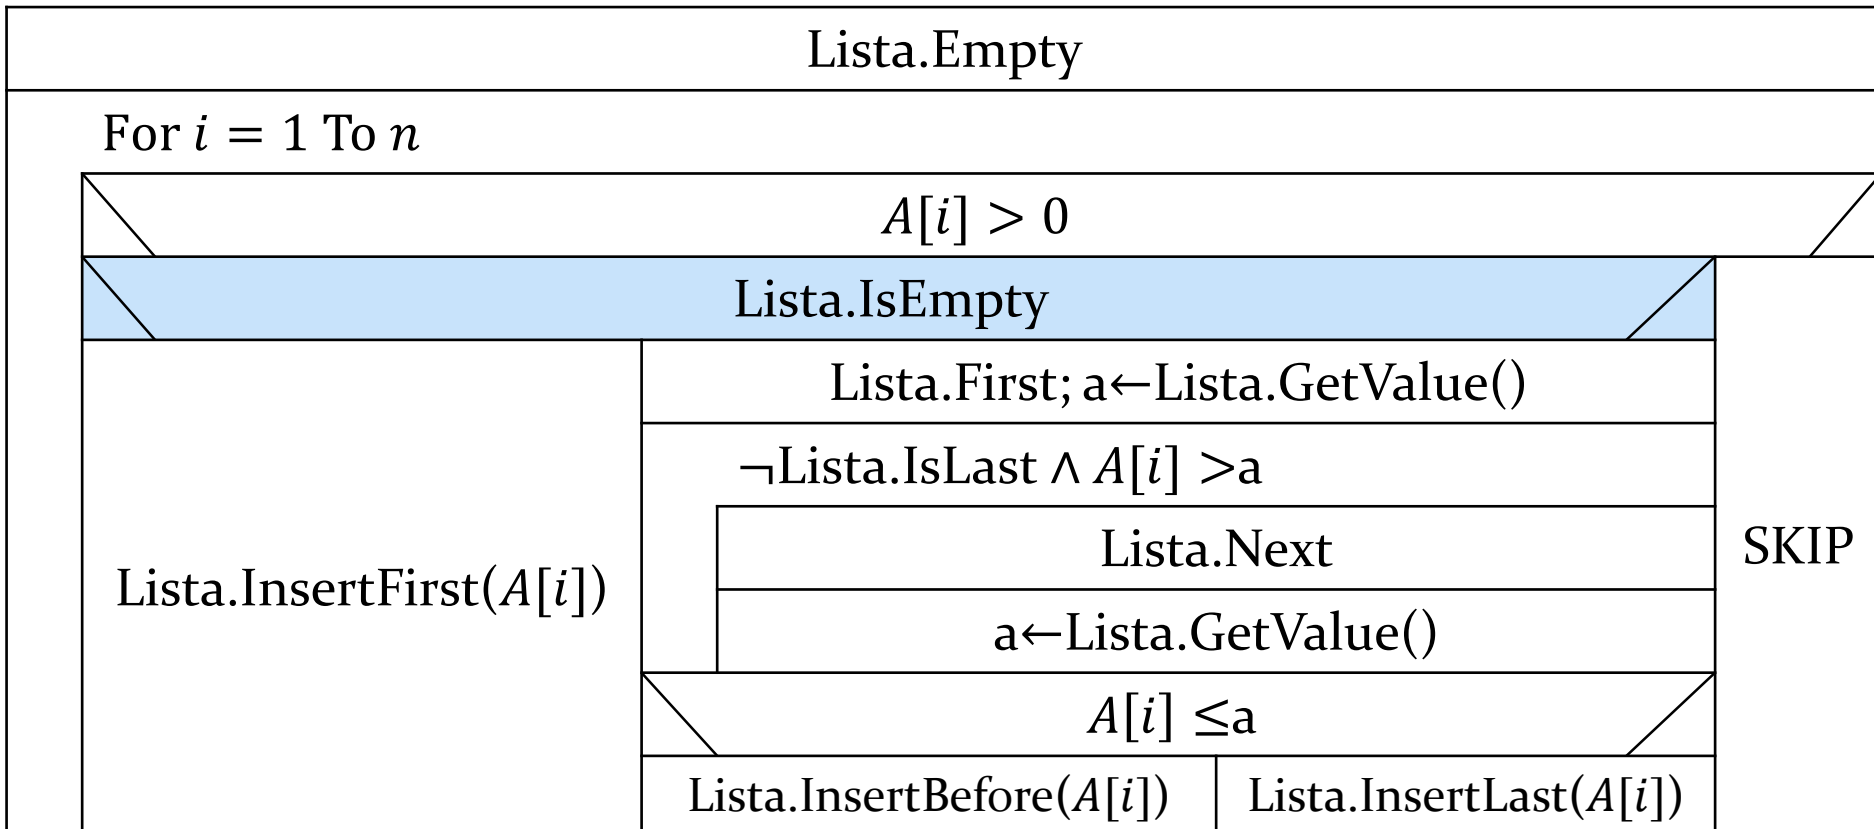 Lista.Empty
For i = 1 To n
A[i] > 0
Lista.IsEmpty
Lista.First; a←Lista.GetValue()
¬Lista.IsLast ∧ A[i] >a
Lista.Next
SKIP
Lista.InsertFirst(A[i])
a←Lista.GetValue()
A[i] ≤a
Lista.InsertBefore(A[i])
Lista.InsertLast(A[i])